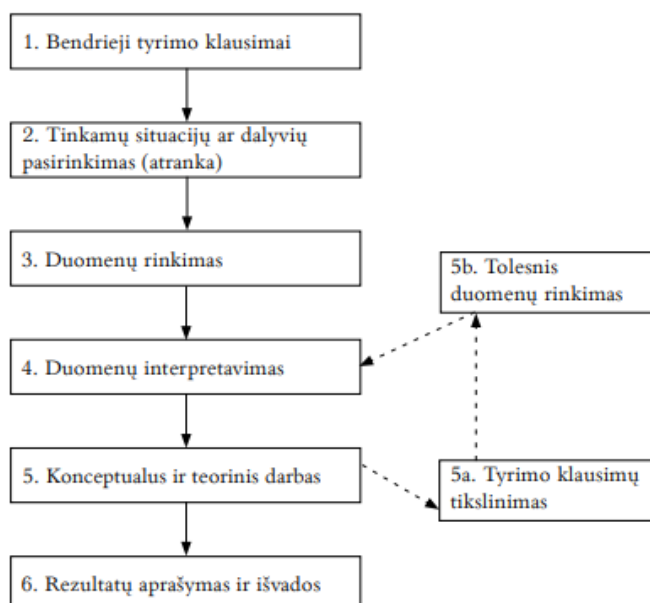 1. Bendrieji tyrimo klausimai
2. Tinkamų situacijų ar dalyvių
pasirinkimas (atranka)
3. Duomenų rinkimas
5b. Tolesnis
duomenų rinkimas
4. Duomenų interpretavimas
5. Konceptualus ir teorinis darbas
5a. Tyrimo klausimų
tikslinimas
6. Rezultatų aprašymas ir išvados